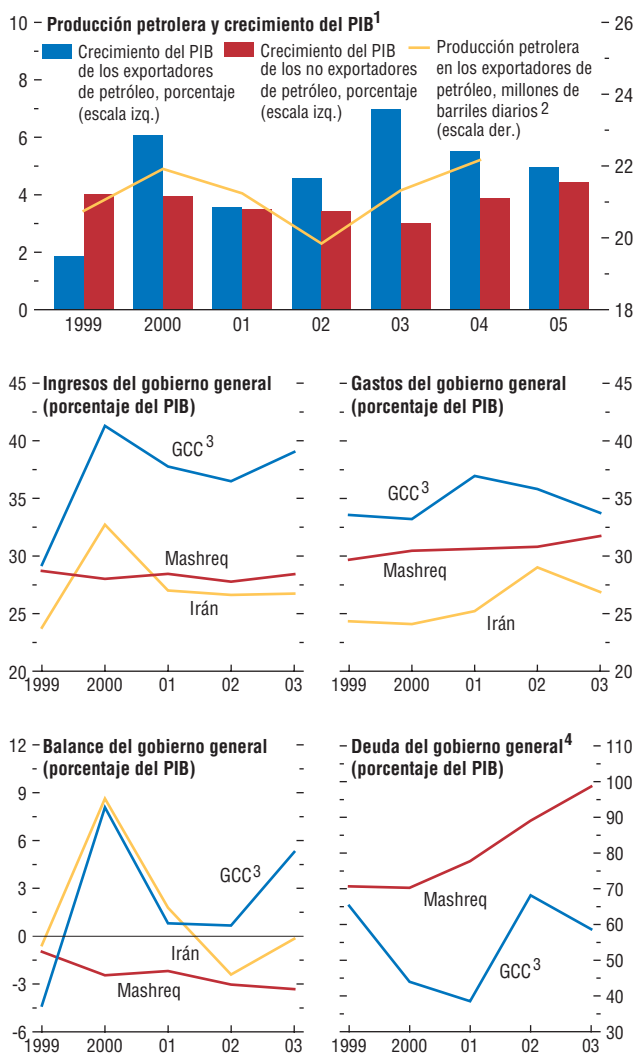 Producción petrolera y crecimiento del PIB¹
10
8
6
4
2
0
26
24
22
20
18
Crecimiento del PIB
de los exportadores
de petróleo, porcentaje
(escala izq.)
Crecimiento del PIB
de los no exportadores
de petróleo, porcentaje
(escala izq.)
Producción petrolera
en los exportadores de
petróleo, millones de
barriles diarios²
(escala der.)
1999 2000 01 02 03 04 05
Ingresos del gobierno general
(porcentaje del PIB)
45
40
35
30
25
20
GCC³
Mashreq
Irán
1999 2000 01 02 03
Gastos del gobierno general
(porcentaje del PIB)
45
40
35
30
25
20
GCC³
Mashreq
Irán
1999 2000 01 02 03
Balance del gobierno general
(porcentaje del PIB)
12
9
6
3
0
-3
-6
GCC³
Irán
Mashreq
1999 2000 01 02 03
Deuda del gobierno general⁴
(porcentaje del PIB)
110
100
90
80
70
60
50
40
30
Mashreq
GCC³
1999 2000 01 02 03